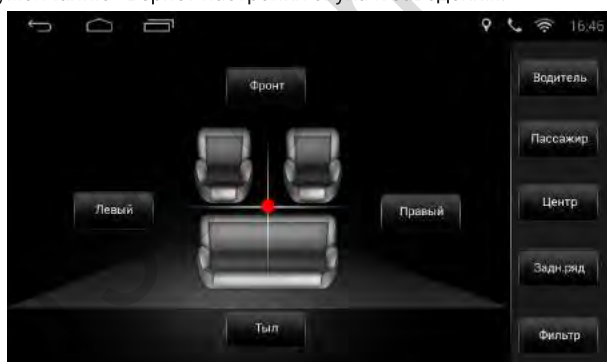 16:46
Фронт
Водитель
Пассажир
Левый
Правый
Центр
Задн.ряд
Тыл
Фильтр